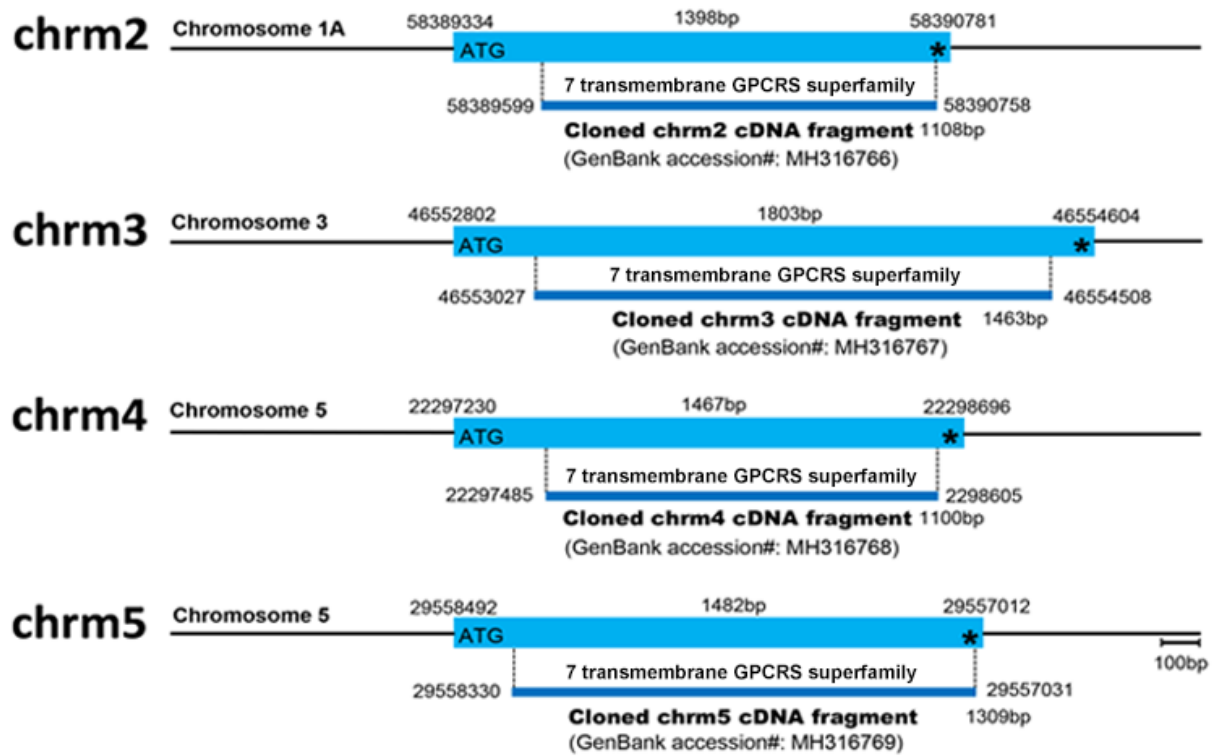 chrm2 Chromosome 1A 58389334 1398bp 58390781
ATG *
7 transmembrane GPCRS superfamily
58389599 58390758
Cloned chrm2 cDNA fragment 1108bp
(GenBank accession#: MH316766)
chrm3 Chromosome 3 46552802 1803bp 46554604
ATG *
7 transmembrane GPCRS superfamily
46553027 46554508
Cloned chrm3 cDNA fragment 1463bp
(GenBank accession#: MH316767)
chrm4 Chromosome 5 22297230 1467bp 22298696
ATG *
7 transmembrane GPCRS superfamily
22297485 2298605
Cloned chrm4 cDNA fragment 1100bp
(GenBank accession#: MH316768)
chrm5 Chromosome 5 29558492 1482bp 29557012
ATG *
100bp
7 transmembrane GPCRS superfamily
29558330 29557031
Cloned chrm5 cDNA fragment 1309bp
(GenBank accession#: MH316769)